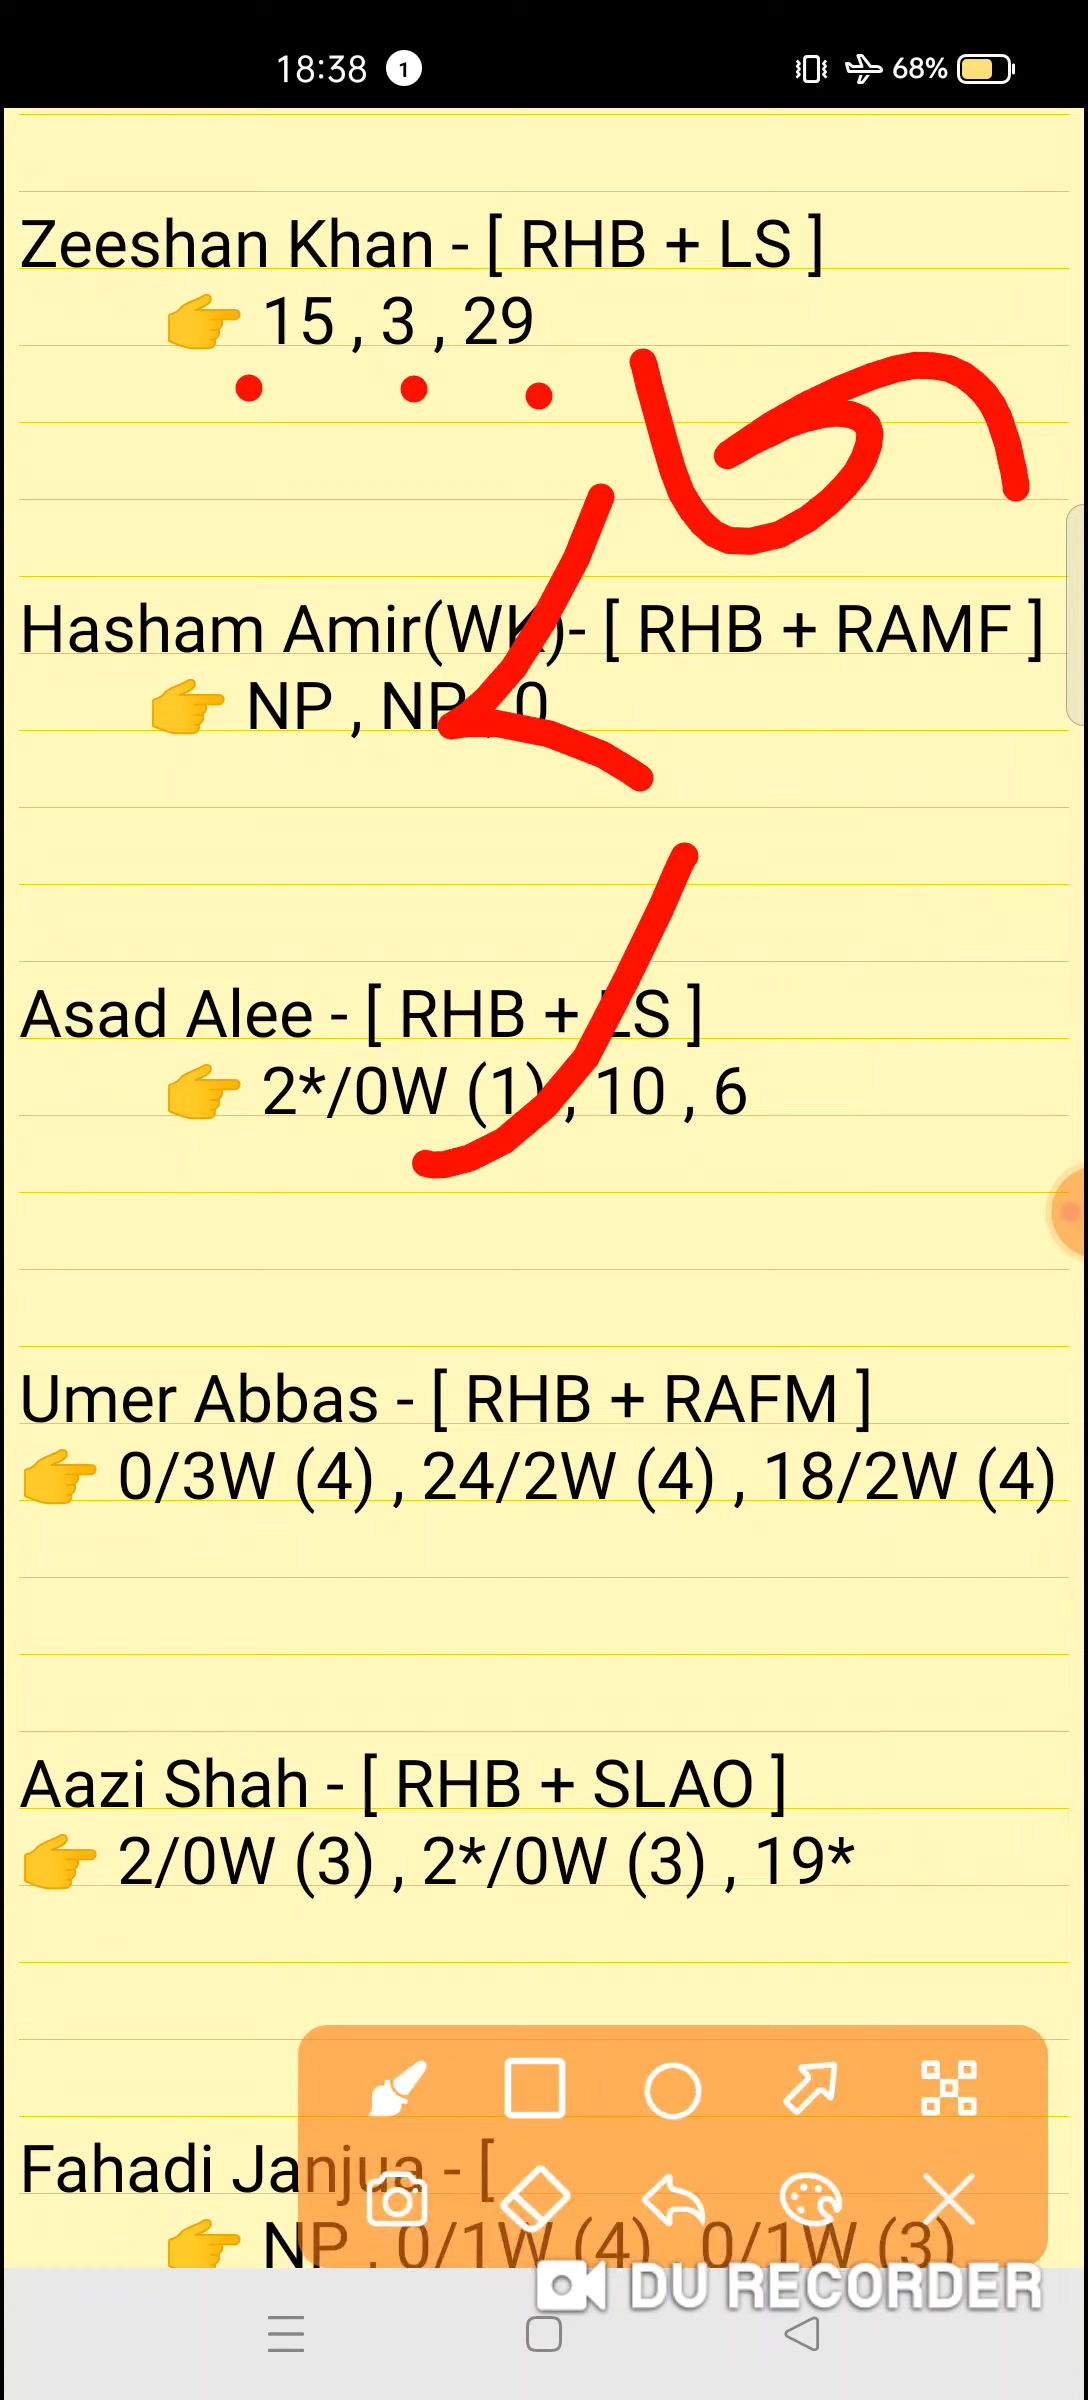 18:38 1 68%
Zeeshan Khan - [ RHB + LS ]
👉 15 , 3 , 29
Hasham Amir(WK)- [ RHB + RAMF ]
👉 NP , NP , 0
Asad Alee - [ RHB + LS ]
👉 2*/0W (1) , 10 , 6
Umer Abbas - [ RHB + RAFM ]
👉 0/3W (4) , 24/2W (4) , 18/2W (4)
Aazi Shah - [ RHB + SLAO ]
👉 2/0W (3) , 2*/0W (3) , 19*
Fahadi Janjua - [
👉 NP , 0/1W (4) , 0/1W (3)
DU RECORDER